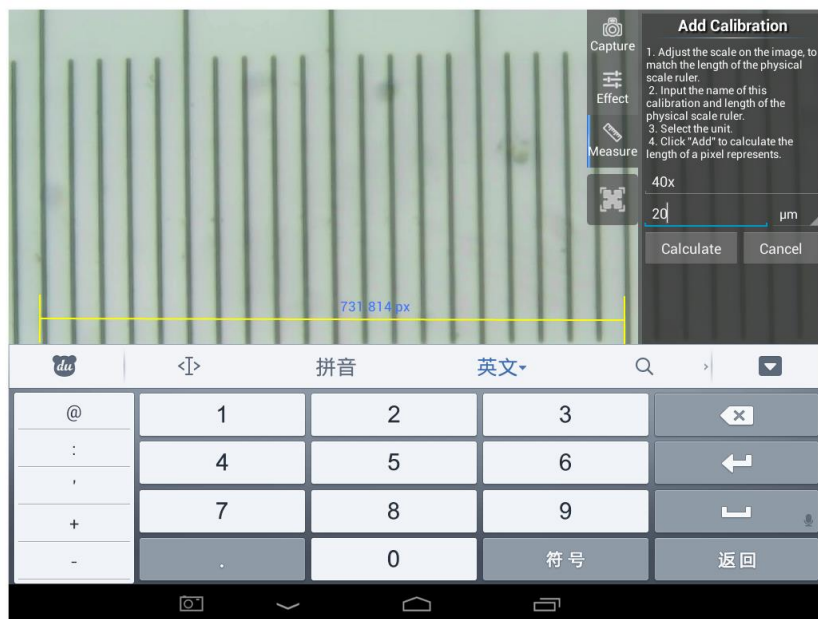 Capture
Effect
Measure
Add Calibration
1. Adjust the scale on the image, to
match the length of the physical
scale ruler.
2. Input the name of this
calibration and length of the
physical scale ruler.
3. Select the unit.
4. Click "Add" to calculate the
length of a pixel represents.
40x
20 μm
Calculate Cancel
731.814 px
du 拼音 英文
@ 1 2 3
: 4 5 6
'
+ 7 8 9
- . 0 符号 返回